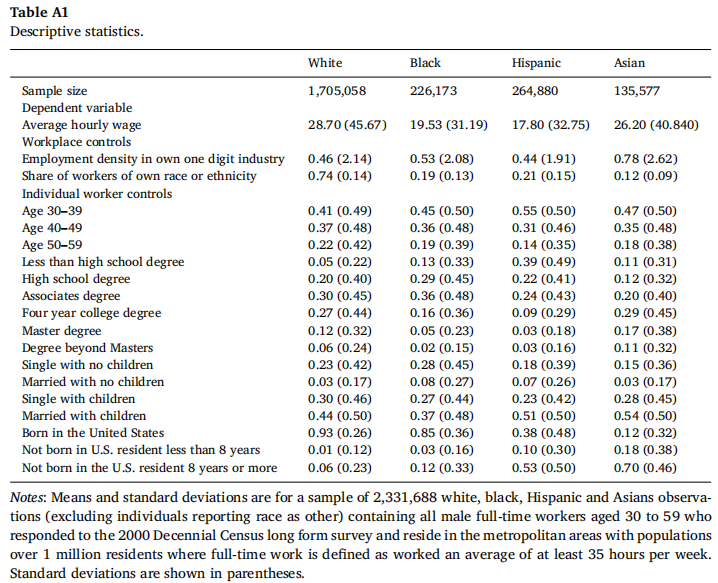 Table A1
Descriptive statistics.
White Black Hispanic Asian
Sample size 1,705,058 226,173 264,880 135,577
Dependent variable
Average hourly wage 28.70 (45.67) 19.53 (31.19) 17.80 (32.75) 26.20 (40.840)
Workplace controls
Employment density in own one digit industry 0.46 (2.14) 0.53 (2.08) 0.44 (1.91) 0.78 (2.62)
Share of workers of own race or ethnicity 0.74 (0.14) 0.19 (0.13) 0.21 (0.15) 0.12 (0.09)
Individual worker controls
Age 30–39 0.41 (0.49) 0.45 (0.50) 0.55 (0.50) 0.47 (0.50)
Age 40–49 0.37 (0.48) 0.36 (0.48) 0.31 (0.46) 0.35 (0.48)
Age 50–59 0.22 (0.42) 0.19 (0.39) 0.14 (0.35) 0.18 (0.38)
Less than high school degree 0.05 (0.22) 0.13 (0.33) 0.39 (0.49) 0.11 (0.31)
High school degree 0.20 (0.40) 0.29 (0.45) 0.22 (0.41) 0.12 (0.32)
Associates degree 0.30 (0.45) 0.36 (0.48) 0.24 (0.43) 0.20 (0.40)
Four year college degree 0.27 (0.44) 0.16 (0.36) 0.09 (0.29) 0.29 (0.45)
Master degree 0.12 (0.32) 0.05 (0.23) 0.03 (0.18) 0.17 (0.38)
Degree beyond Masters 0.06 (0.24) 0.02 (0.15) 0.03 (0.16) 0.11 (0.32)
Single with no children 0.23 (0.42) 0.28 (0.45) 0.18 (0.39) 0.15 (0.36)
Married with no children 0.03 (0.17) 0.08 (0.27) 0.07 (0.26) 0.03 (0.17)
Single with children 0.30 (0.46) 0.27 (0.44) 0.23 (0.42) 0.28 (0.45)
Married with children 0.44 (0.50) 0.37 (0.48) 0.51 (0.50) 0.54 (0.50)
Born in the United States 0.93 (0.26) 0.85 (0.36) 0.38 (0.48) 0.12 (0.32)
Not born in U.S. resident less than 8 years 0.01 (0.12) 0.03 (0.16) 0.10 (0.30) 0.18 (0.38)
Not born in the U.S. resident 8 years or more 0.06 (0.23) 0.12 (0.33) 0.53 (0.50) 0.70 (0.46)
Notes: Means and standard deviations are for a sample of 2,331,688 white, black, Hispanic and Asians observa-
tions (excluding individuals reporting race as other) containing all male full-time workers aged 30 to 59 who
responded to the 2000 Decennial Census long form survey and reside in the metropolitan areas with populations
over 1 million residents where full-time work is defined as worked an average of at least 35 hours per week.
Standard deviations are shown in parentheses.